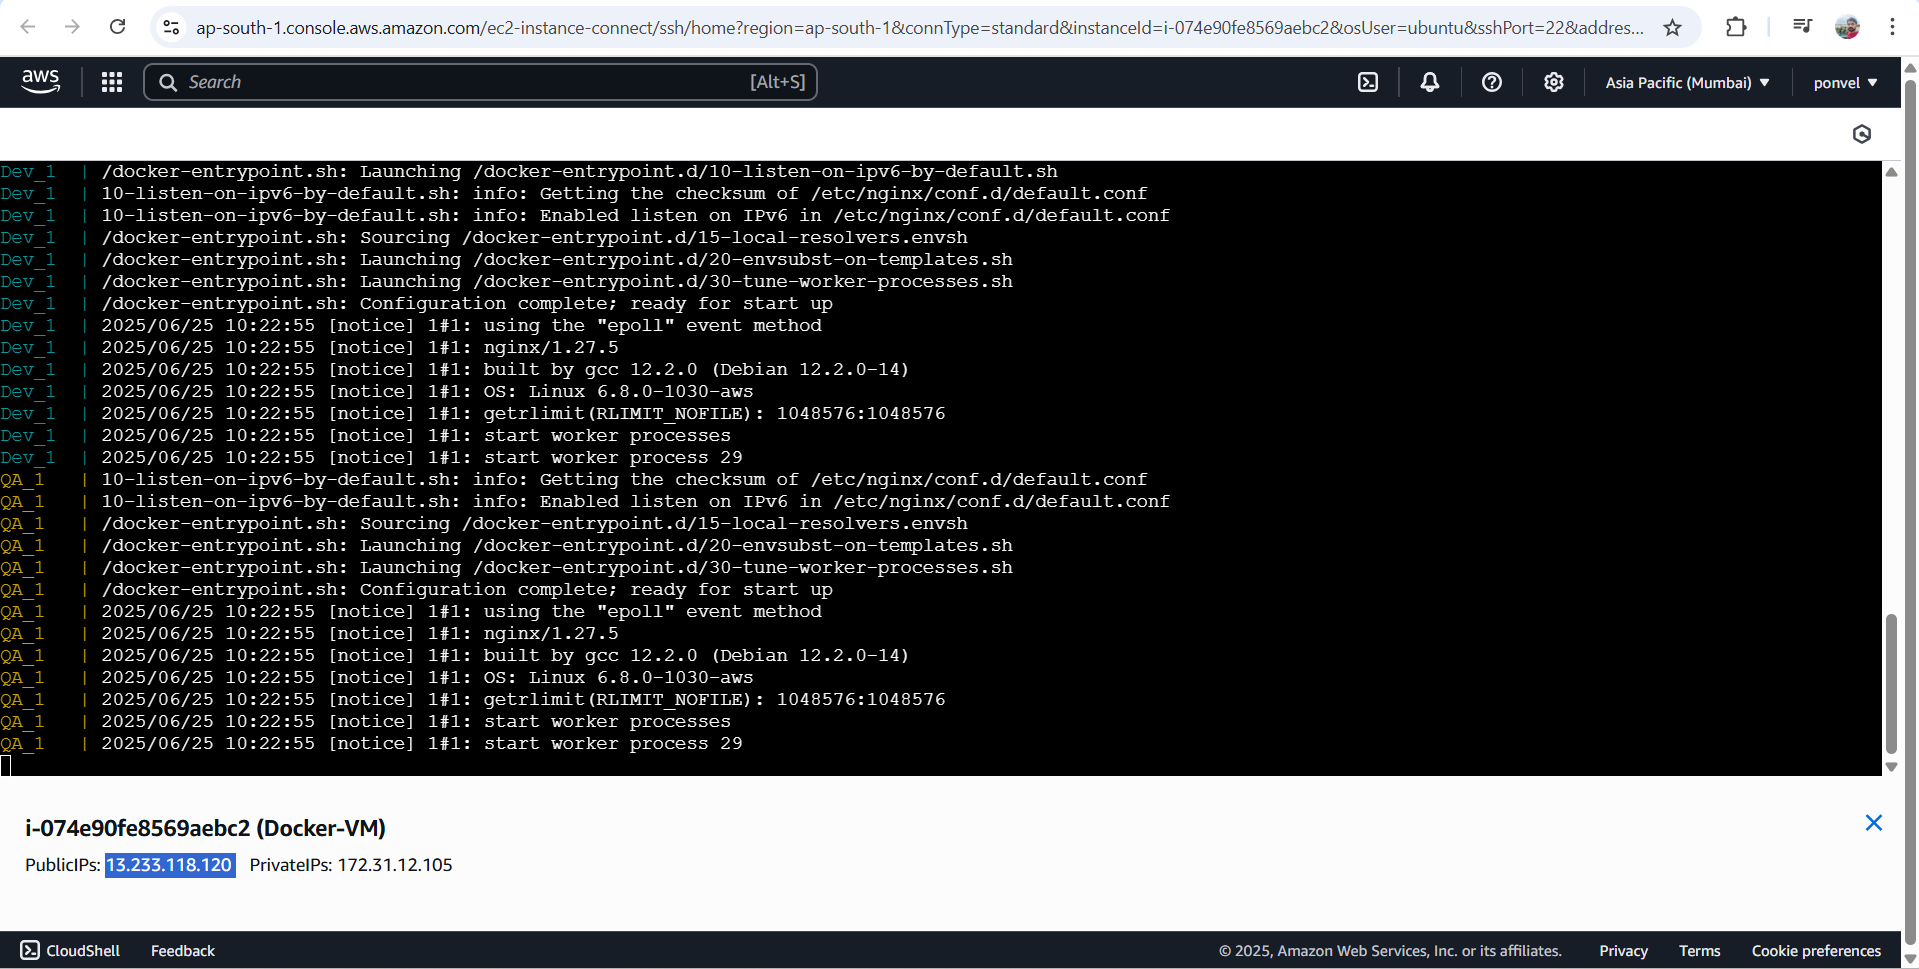 ap-south-1.console.aws.amazon.com/ec2-instance-connect/ssh/home?region=ap-south-1&connType=standard&instanceId=i-074e90fe8569aebc2&osUser=ubuntu&sshPort=22&addres...
aws Search [Alt+S] Asia Pacific (Mumbai) ponvel
Dev_1 | /docker-entrypoint.sh: Launching /docker-entrypoint.d/10-listen-on-ipv6-by-default.sh
Dev_1 | 10-listen-on-ipv6-by-default.sh: info: Getting the checksum of /etc/nginx/conf.d/default.conf
Dev_1 | 10-listen-on-ipv6-by-default.sh: info: Enabled listen on IPv6 in /etc/nginx/conf.d/default.conf
Dev_1 | /docker-entrypoint.sh: Sourcing /docker-entrypoint.d/15-local-resolvers.envsh
Dev_1 | /docker-entrypoint.sh: Launching /docker-entrypoint.d/20-envsubst-on-templates.sh
Dev_1 | /docker-entrypoint.sh: Launching /docker-entrypoint.d/30-tune-worker-processes.sh
Dev_1 | /docker-entrypoint.sh: Configuration complete; ready for start up
Dev_1 | 2025/06/25 10:22:55 [notice] 1#1: using the "epoll" event method
Dev_1 | 2025/06/25 10:22:55 [notice] 1#1: nginx/1.27.5
Dev_1 | 2025/06/25 10:22:55 [notice] 1#1: built by gcc 12.2.0 (Debian 12.2.0-14)
Dev_1 | 2025/06/25 10:22:55 [notice] 1#1: OS: Linux 6.8.0-1030-aws
Dev_1 | 2025/06/25 10:22:55 [notice] 1#1: getrlimit(RLIMIT_NOFILE): 1048576:1048576
Dev_1 | 2025/06/25 10:22:55 [notice] 1#1: start worker processes
Dev_1 | 2025/06/25 10:22:55 [notice] 1#1: start worker process 29
QA_1 | 10-listen-on-ipv6-by-default.sh: info: Getting the checksum of /etc/nginx/conf.d/default.conf
QA_1 | 10-listen-on-ipv6-by-default.sh: info: Enabled listen on IPv6 in /etc/nginx/conf.d/default.conf
QA_1 | /docker-entrypoint.sh: Sourcing /docker-entrypoint.d/15-local-resolvers.envsh
QA_1 | /docker-entrypoint.sh: Launching /docker-entrypoint.d/20-envsubst-on-templates.sh
QA_1 | /docker-entrypoint.sh: Launching /docker-entrypoint.d/30-tune-worker-processes.sh
QA_1 | /docker-entrypoint.sh: Configuration complete; ready for start up
QA_1 | 2025/06/25 10:22:55 [notice] 1#1: using the "epoll" event method
QA_1 | 2025/06/25 10:22:55 [notice] 1#1: nginx/1.27.5
QA_1 | 2025/06/25 10:22:55 [notice] 1#1: built by gcc 12.2.0 (Debian 12.2.0-14)
QA_1 | 2025/06/25 10:22:55 [notice] 1#1: OS: Linux 6.8.0-1030-aws
QA_1 | 2025/06/25 10:22:55 [notice] 1#1: getrlimit(RLIMIT_NOFILE): 1048576:1048576
QA_1 | 2025/06/25 10:22:55 [notice] 1#1: start worker processes
QA_1 | 2025/06/25 10:22:55 [notice] 1#1: start worker process 29
i-074e90fe8569aebc2 (Docker-VM)
PublicIPs: 13.233.118.120 PrivateIPs: 172.31.12.105
CloudShell Feedback © 2025, Amazon Web Services, Inc. or its affiliates. Privacy Terms Cookie preferences